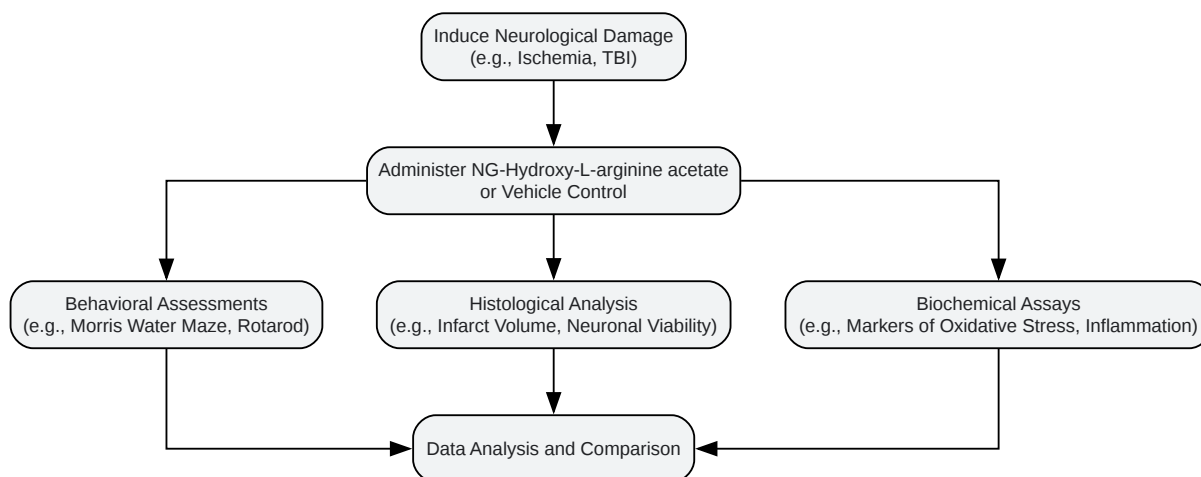 Induce Neurological Damage
(e.g., Ischemia, TBI)
Administer NG-Hydroxy-L-arginine acetate
or Vehicle Control
Behavioral Assessments
(e.g., Morris Water Maze, Rotarod)
Histological Analysis
(e.g., Infarct Volume, Neuronal Viability)
Biochemical Assays
(e.g., Markers of Oxidative Stress, Inflammation)
Data Analysis and Comparison